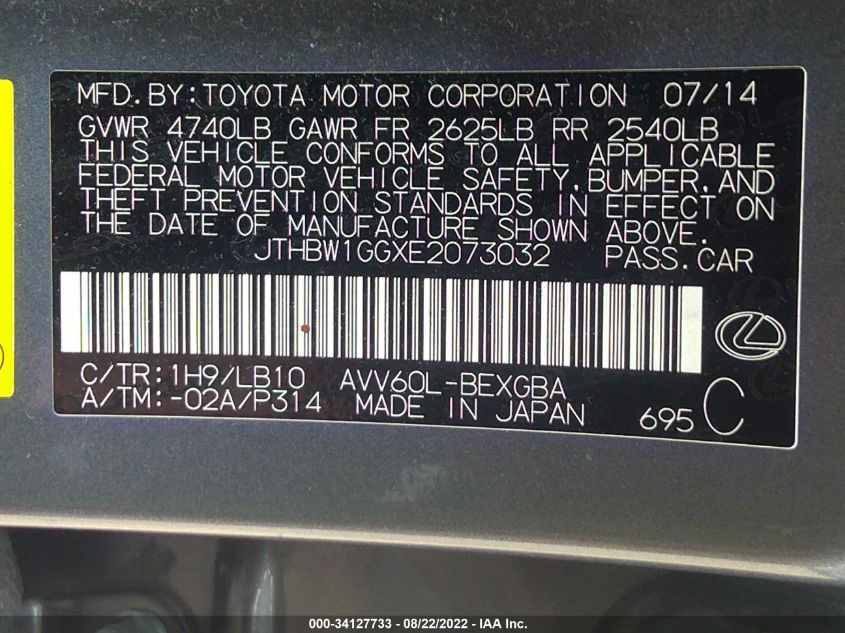 MFD.BY:TOYOTA MOTOR CORPORATION 07/14
GVWR 4740LB GAWR FR 2625LB RR 2540LB
THIS VEHICLE CONFORMS TO ALL APPLICABLE
FEDERAL MOTOR VEHICLE SAFETY,BUMPER,AND
THEFT PREVENTION STANDARDS IN EFFECT ON
THE DATE OF MANUFACTURE SHOWN ABOVE.
JTHBW1GGXE2073032 PASS.CAR
C/TR:1H9/LB10 AVV60L-BEXGBA
A/TM:-02A/P314 MADE IN JAPAN 695 C
000-34127733 - 08/22/2022 - IAA Inc.